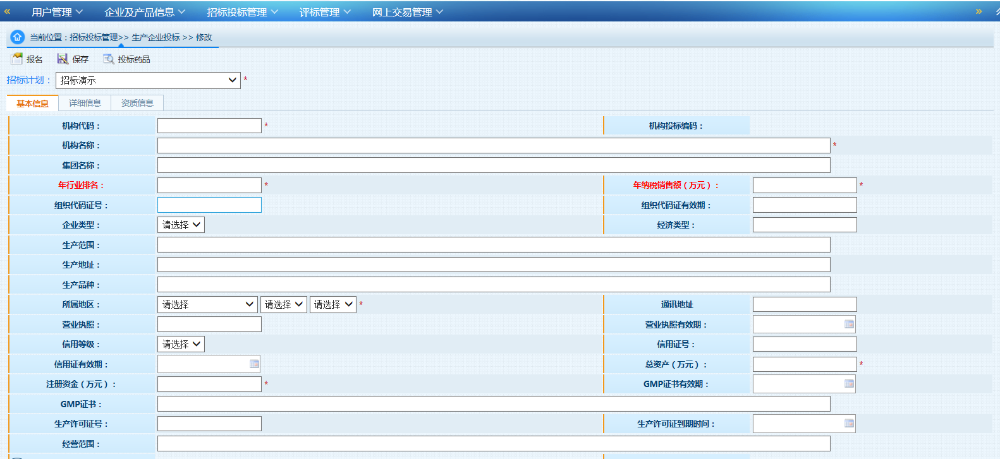 « 用户管理 企业及产品信息 招标投标管理 评标管理 网上交易管理 »
当前位置：招标投标管理>> 生产企业投标 >> 修改
报名 保存 投标药品
招标计划： 招标演示 *
基本信息 详细信息 资质信息
机构代码： * 机构投标编码：
机构名称： *
集团名称：
年行业排名： * 年纳税销售额（万元）： *
组织代码证号： 组织代码证有效期：
企业类型： 请选择 经济类型：
生产范围：
生产地址：
生产品种：
所属地区： 请选择 请选择 请选择 * 通讯地址
营业执照： 营业执照有效期：
信用等级： 请选择 信用证号：
信用证有效期： 总资产（万元）： *
注册资金（万元）： * GMP证书有效期：
GMP证书：
生产许可证号： 生产许可证到期时间：
经营范围：